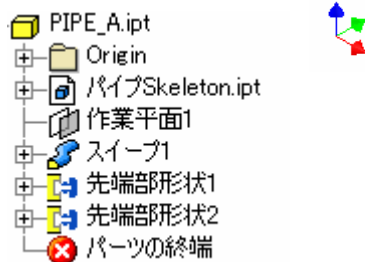 PIPE_A.ipt
Origin
パイプSkeleton.ipt
作業平面1
スイープ1
先端部形状1
先端部形状2
パーツの終端